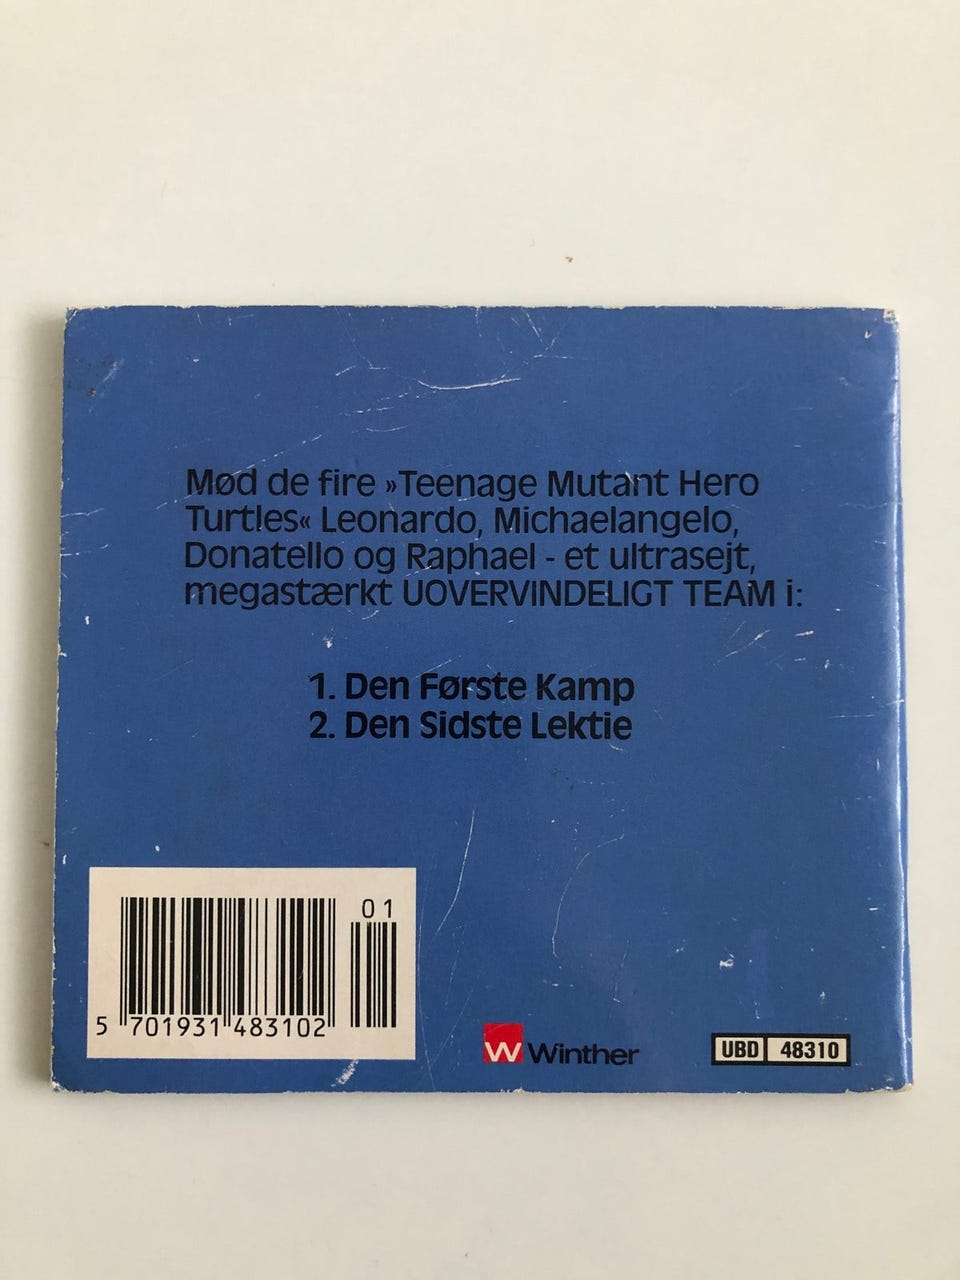 Mød de fire »Teenage Mutant Hero
Turtles« Leonardo, Michaelangelo,
Donatello og Raphael - et ultrasejt,
megastærkt UOVERVINDELIGT TEAM i:
1. Den Første Kamp
2. Den Sidste Lektie
01
5 701931 483102
W Winther
UBD 48310